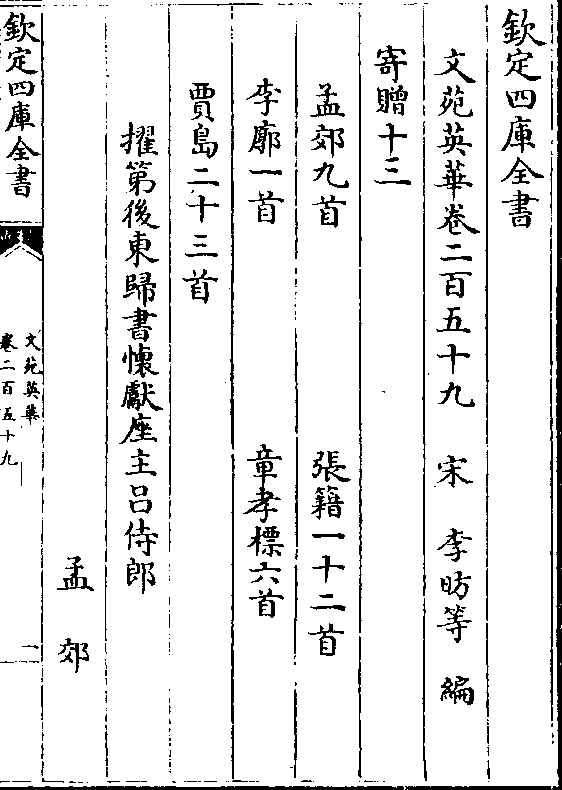 欽定四庫全書
文苑英華卷二百五十九 宋 李昉等 編
寄贈十三
孟郊九首 張籍一十二首
李廓一首 章孝標六首
賈島二十三首
擢第後東歸書懷獻座主呂侍郎
孟 郊
欽定四庫全書
文苑英華
卷二百五十九
一